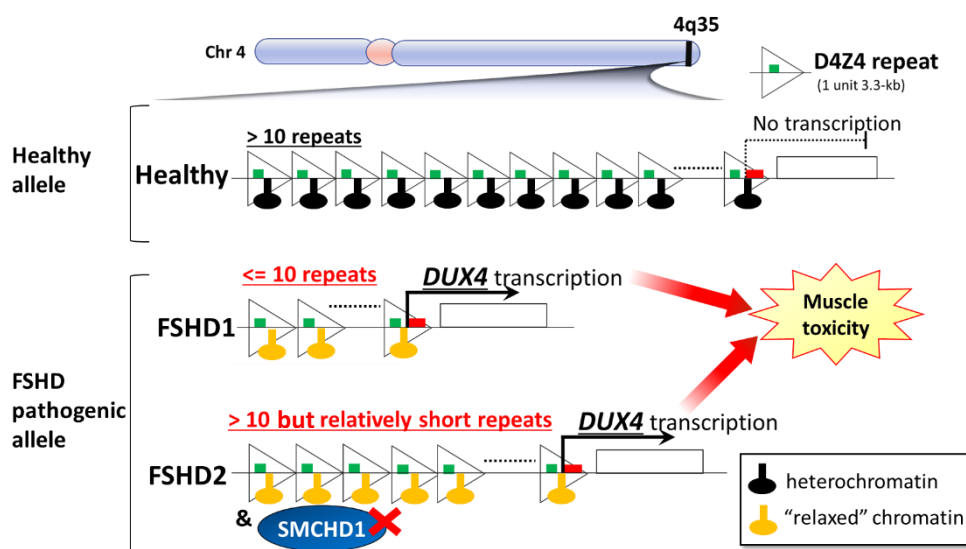 4q35
Chr 4
D4Z4 repeat
(1 unit 3.3-kb)
No transcription
> 10 repeats
Healthy
allele
Healthy
<= 10 repeats
DUX4 transcription
FSHD1
Muscle
toxicity
FSHD
pathogenic
allele
> 10 but relatively short repeats
DUX4 transcription
FSHD2
& SMCHD1
heterochromatin
“relaxed” chromatin